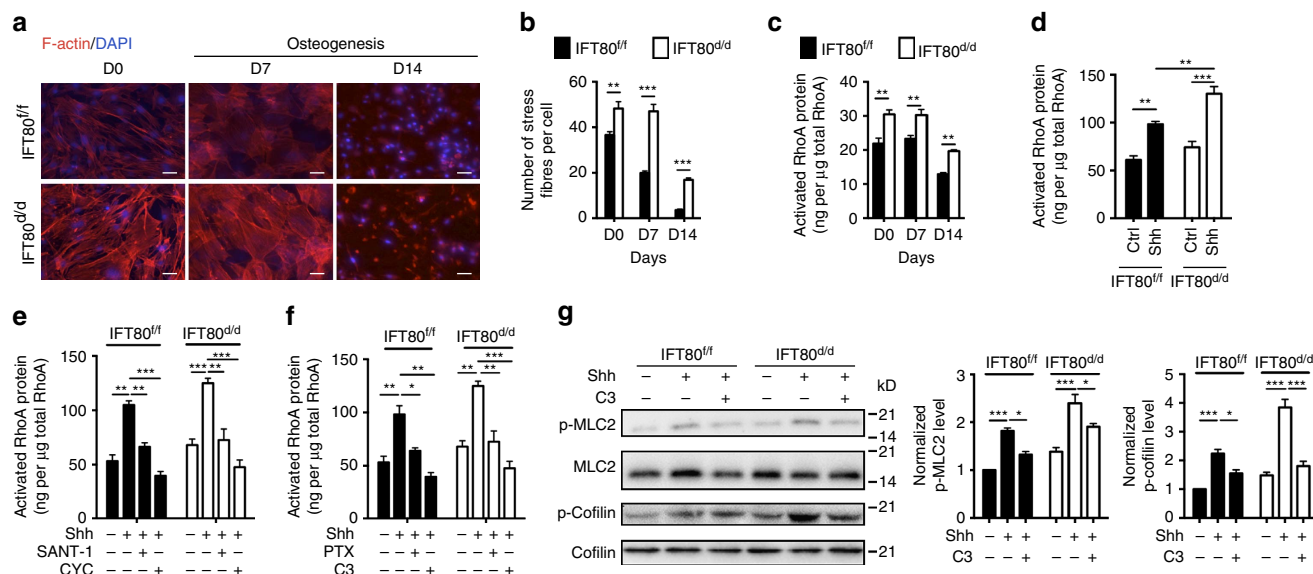 a
F-actin/DAPI
Osteogenesis
D0 D7 D14
IFT80f/f
IFT80d/d
b
IFT80f/f IFT80d/d
Number of stress
fibres per cell
60
40
20
0
** *** ***
D0 D7 D14
Days
c
IFT80f/f IFT80d/d
Activated RhoA protein
(ng per µg total RhoA)
40
30
20
10
0
** ** **
D0 D7 D14
Days
d
Activated RhoA protein
(ng per µg total RhoA)
150
100
50
0
**
** ***
Ctrl Shh Ctrl Shh
IFT80f/f IFT80d/d
e
IFT80f/f IFT80d/d
Activated RhoA protein
(ng per µg total RhoA)
150
100
50
0
*** ***
** ** *** **
Shh − + + + − + + +
SANT-1 − − + − − − + −
CYC − − − + − − − +
f
IFT80f/f IFT80d/d
Activated RhoA protein
(ng per µg total RhoA)
150
100
50
0
** ***
** * ** **
Shh − + + + − + + +
PTX − − + − − − + −
C3 − − − + − − − +
g
IFT80f/f IFT80d/d
Shh − + + − + +
C3 − − + − − + kD
p-MLC2 −21
−14
MLC2 −21
−14
p-Cofilin −21
Cofilin −21
IFT80f/f IFT80d/d
Normalized
p-MLC2 level
3
2
1
0
*** * *** *
Shh − + + − + +
C3 − − + − − +
IFT80f/f IFT80d/d
Normalized
p-cofilin level
5
4
3
2
1
0
*** * *** ***
Shh − + + − + +
C3 − − + − − +